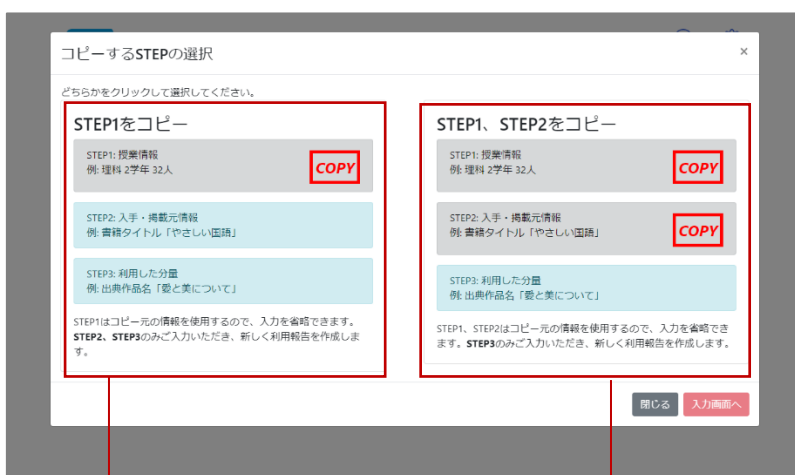 コピーするSTEPの選択
×
どちらかをクリックして選択してください。
STEP1をコピー
STEP1: 授業情報
例: 理科 2学年 32人
COPY
STEP2: 入手・掲載元情報
例: 書籍タイトル「やさしい国語」
STEP3: 利用した分量
例: 出典作品名「愛と美について」
STEP1はコピー元の情報を使用するので、入力を省略できます。
STEP2、STEP3のみご入力いただき、新しく利用報告を作成しま
す。
STEP1、STEP2をコピー
STEP1: 授業情報
例: 理科 2学年 32人
COPY
STEP2: 入手・掲載元情報
例: 書籍タイトル「やさしい国語」
COPY
STEP3: 利用した分量
例: 出典作品名「愛と美について」
STEP1、STEP2はコピー元の情報を使用するので、入力を省略でき
ます。STEP3のみご入力いただき、新しく利用報告を作成します。
閉じる
入力画面へ